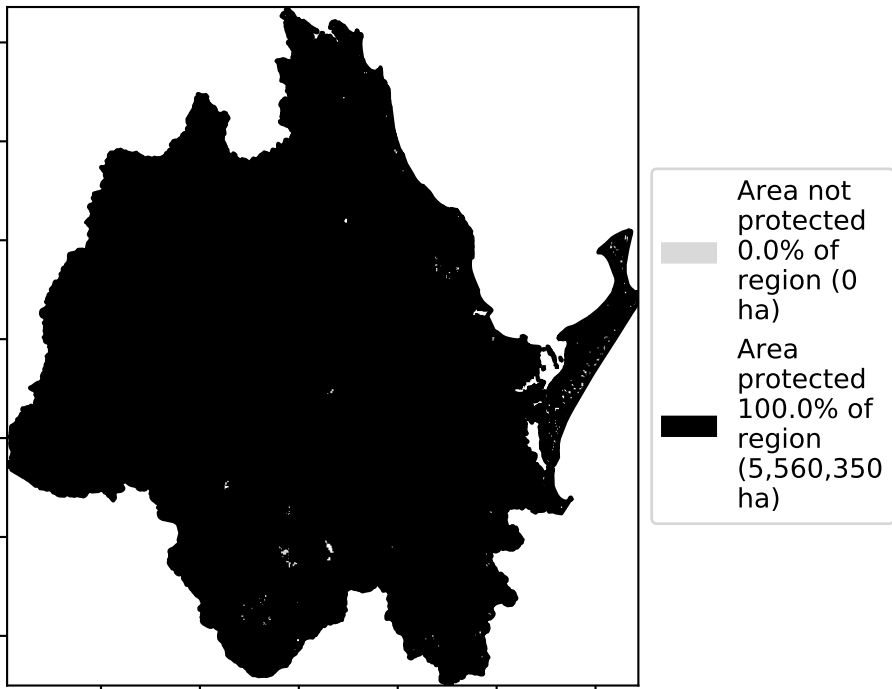 Area not
protected
0.0% of
region (0
ha)
Area
protected
100.0% of
region
(5,560,350
ha)